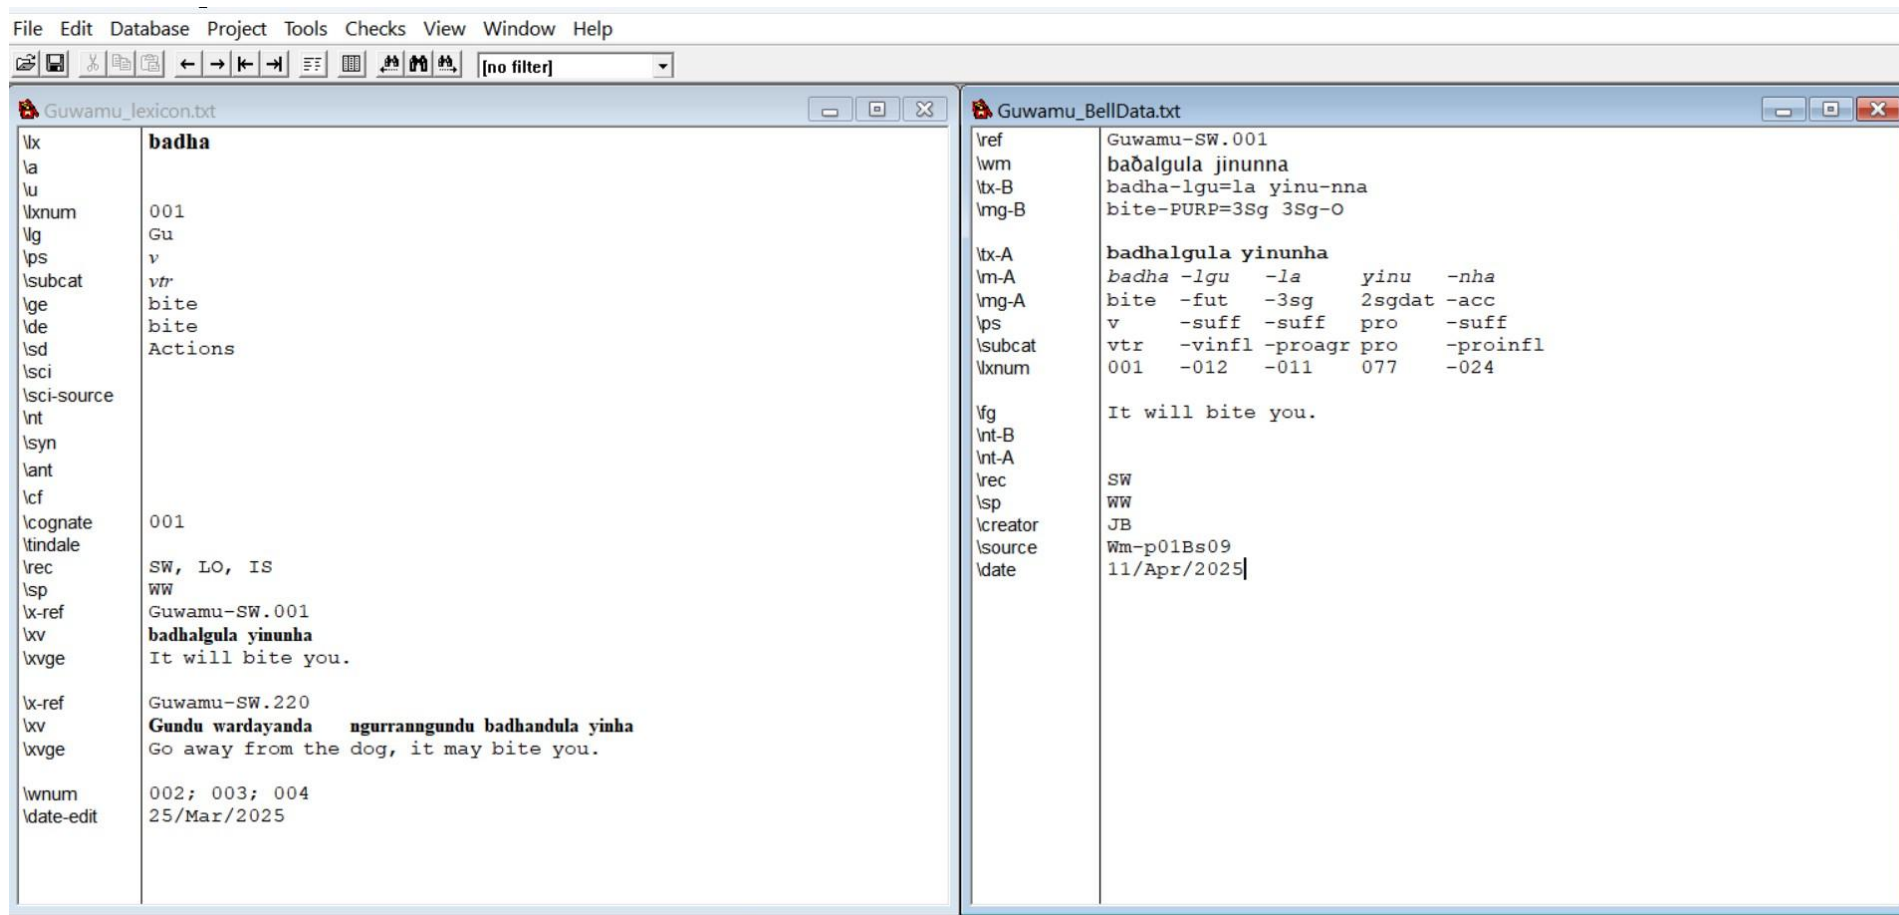 File Edit Database Project Tools Checks View Window Help
[no filter]
Guwamu_lexicon.txt
\lx badha
\a
\u
\lxnum 001
\lg Gu
\ps v
\subcat vtr
\ge bite
\de bite
\sd Actions
\sci
\sci-source
\nt
\syn
\ant
\cf
\cognate 001
\tindale
\rec SW, LO, IS
\sp WW
\x-ref Guwamu-SW.001
\xv badhalgula yinunha
\xvge It will bite you.
\x-ref Guwamu-SW.220
\xv Gundu wardayanda ngurranngundu badhandula yinha
\xvge Go away from the dog, it may bite you.
\wnum 002; 003; 004
\date-edit 25/Mar/2025
Guwamu_BellData.txt
\ref Guwamu-SW.001
\wm baðalgula jinunna
\tx-B badha-lgu=la yinu-nna
\mg-B bite-PURP=3Sg 3Sg-O
\tx-A badhalgula yinunha
\m-A badha -lgu -la yinu -nha
\mg-A bite -fut -3sg 2sgdat -acc
\ps v -suff -suff pro -suff
\subcat vtr -vinfl -proagr pro -proinfl
\lxnum 001 -012 -011 077 -024
\fg It will bite you.
\nt-B
\nt-A
\rec SW
\sp WW
\creator JB
\source Wm-p01Bs09
\date 11/Apr/2025